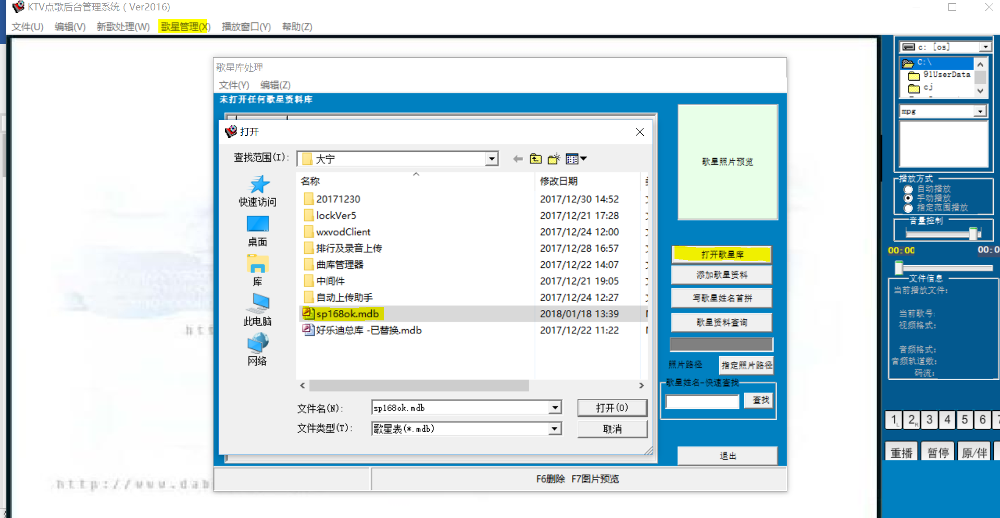 KTV点歌后台管理系统 ( Ver2016)
文件(U) 编辑(V) 新歌处理(W) 歌星管理(X) 播放窗口(Y) 帮助(Z)
歌星库处理
文件(Y) 编辑(Z)
未打开任何歌星资料库
打开
查找范围(I): 大宁
快速访问
桌面
库
此电脑
网络
名称 修改日期
20171230 2017/12/30 14:52
lockVer5 2017/12/21 17:28
wxvodClient 2017/12/24 12:00
排行及录音上传 2017/12/28 16:57
曲库管理器 2017/12/22 14:07
中间件 2017/12/21 19:05
自动上传助手 2017/12/24 12:27
sp168ok.mdb 2018/01/18 13:39
好乐迪总库 -已替换.mdb 2017/12/22 11:22
文件名(N): sp168ok.mdb 打开(O)
文件类型(T): 歌星表(*.mdb) 取消
歌星照片预览
打开歌星库
添加歌星资料
写歌星姓名首拼
歌星资料查询
照片路径 指定照片路径
歌星姓名-快速查找
查找
退出
F6删除 F7图片预览
http://www.dab
c: [os]
C:\
91UserData
cj
mpg
播放方式
自动播放
手动播放
指定范围播放
音量控制
00:00 00:0
文件信息
当前播放文件:
当前歌号:
视频格式:
音频格式:
音频轨道数:
码流:
1 L 2 R 3 4 5 6 7
重播 暂停 原/伴